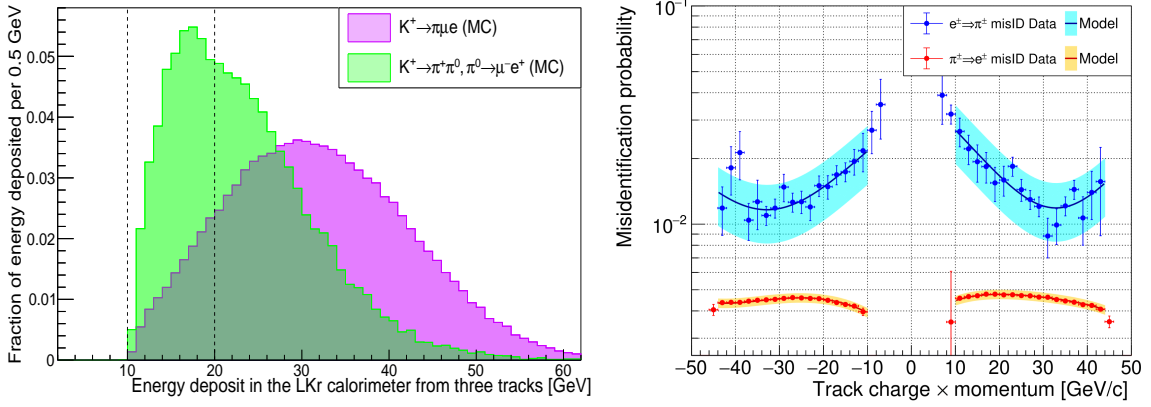 Fraction of energy deposited per 0.5 GeV
0.05
0.04
0.03
0.02
0.01
0
K⁺→πμe (MC)
K⁺→π⁺π⁰, π⁰→μ⁻e⁺ (MC)
10 20 30 40 50 60
Energy deposit in the LKr calorimeter from three tracks [GeV]
Misidentification probability
10⁻¹
10⁻²
e±⇒π± misID Data Model
π±⇒e± misID Data Model
−50 −40 −30 −20 −10 0 10 20 30 40 50
Track charge × momentum [GeV/c]